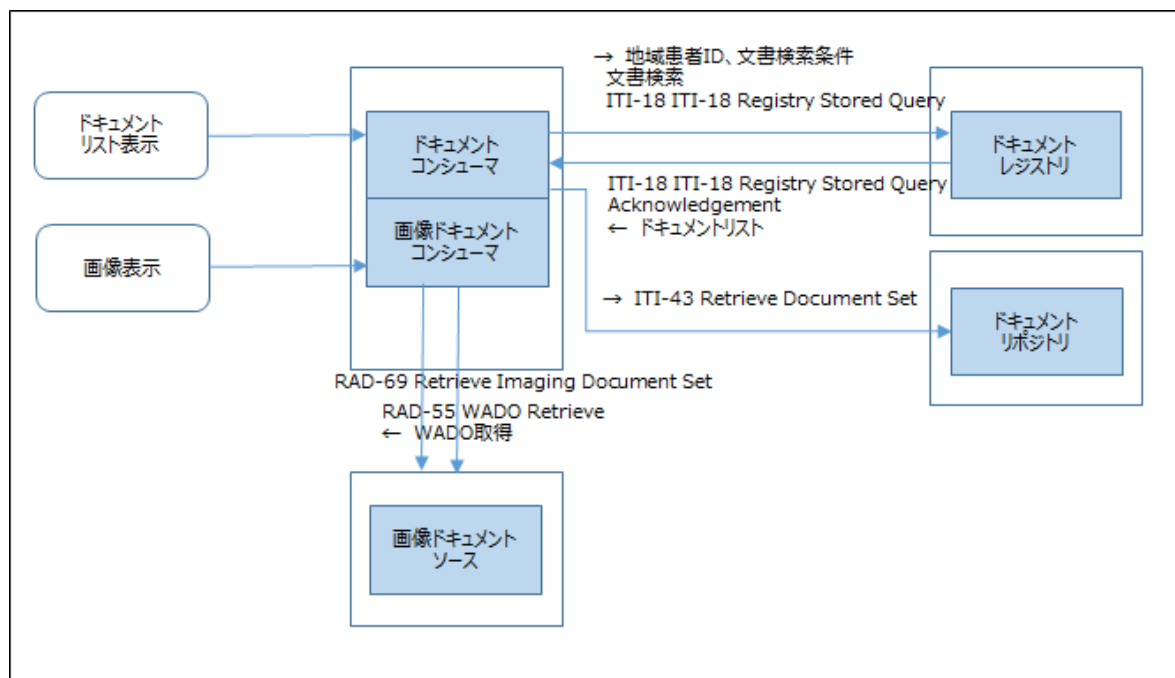 → 地域患者ID、文書検索条件
文書検索
ITI-18 ITI-18 Registry Stored Query
ドキュメント
リスト表示
ドキュメント
コンシューマ
ドキュメント
レジストリ
ITI-18 ITI-18 Registry Stored Query
Acknowledgement
← ドキュメントリスト
画像表示
画像ドキュメント
コンシューマ
→ ITI-43 Retrieve Document Set
ドキュメント
リポジトリ
RAD-69 Retrieve Imaging Document Set
RAD-55 WADO Retrieve
← WADO取得
画像ドキュメント
ソース